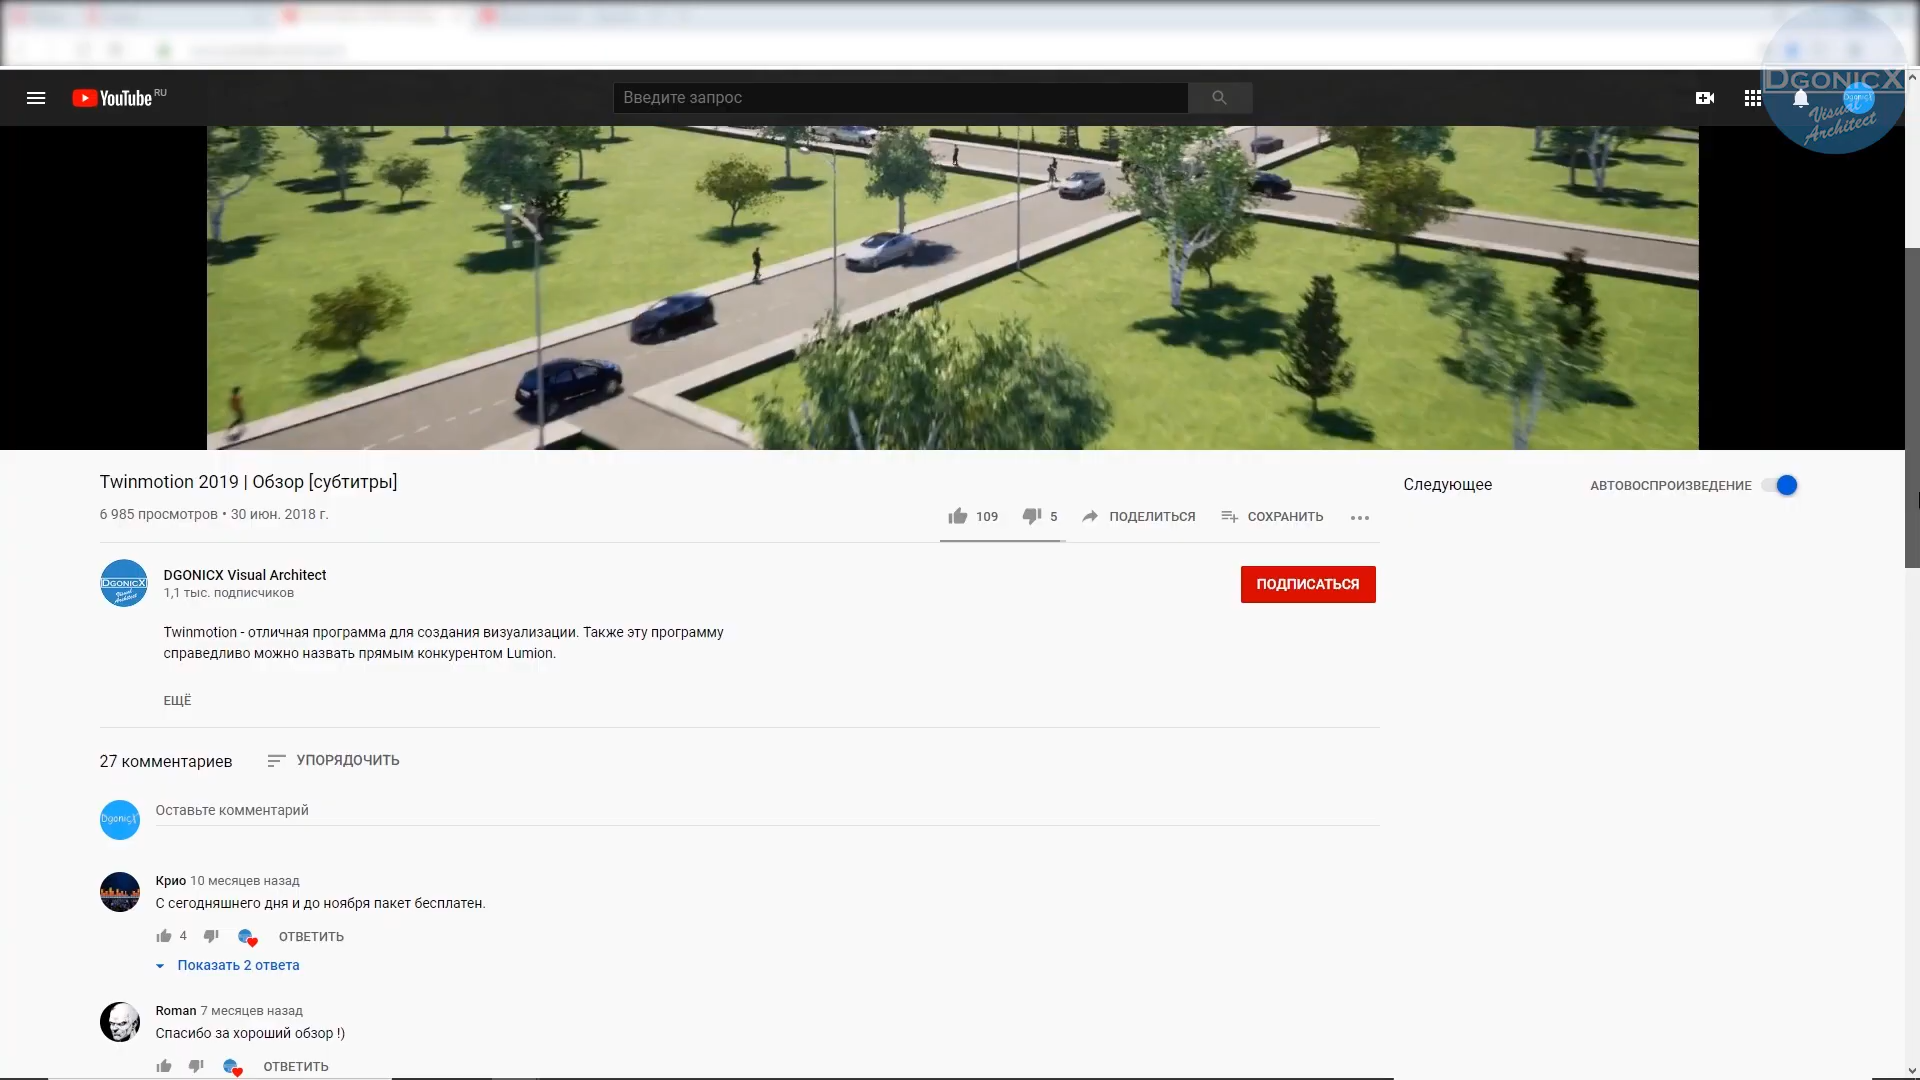 YouTube RU
Введите запрос
DGONICX
Visual
Architect
Twinmotion 2019 | Обзор [субтитры]
6 985 просмотров • 30 июн. 2018 г.
109
5
ПОДЕЛИТЬСЯ
СОХРАНИТЬ
Следующее
АВТОВОСПРОИЗВЕДЕНИЕ
DGONICX Visual Architect
1,1 тыс. подписчиков
ПОДПИСАТЬСЯ
Twinmotion - отличная программа для создания визуализации. Также эту программу
справедливо можно назвать прямым конкурентом Lumion.
ЕЩЁ
27 комментариев
УПОРЯДОЧИТЬ
DgonicX
Оставьте комментарий
Крио 10 месяцев назад
С сегодняшнего дня и до ноября пакет бесплатен.
4
ОТВЕТИТЬ
Показать 2 ответа
Roman 7 месяцев назад
Спасибо за хороший обзор !)
ОТВЕТИТЬ